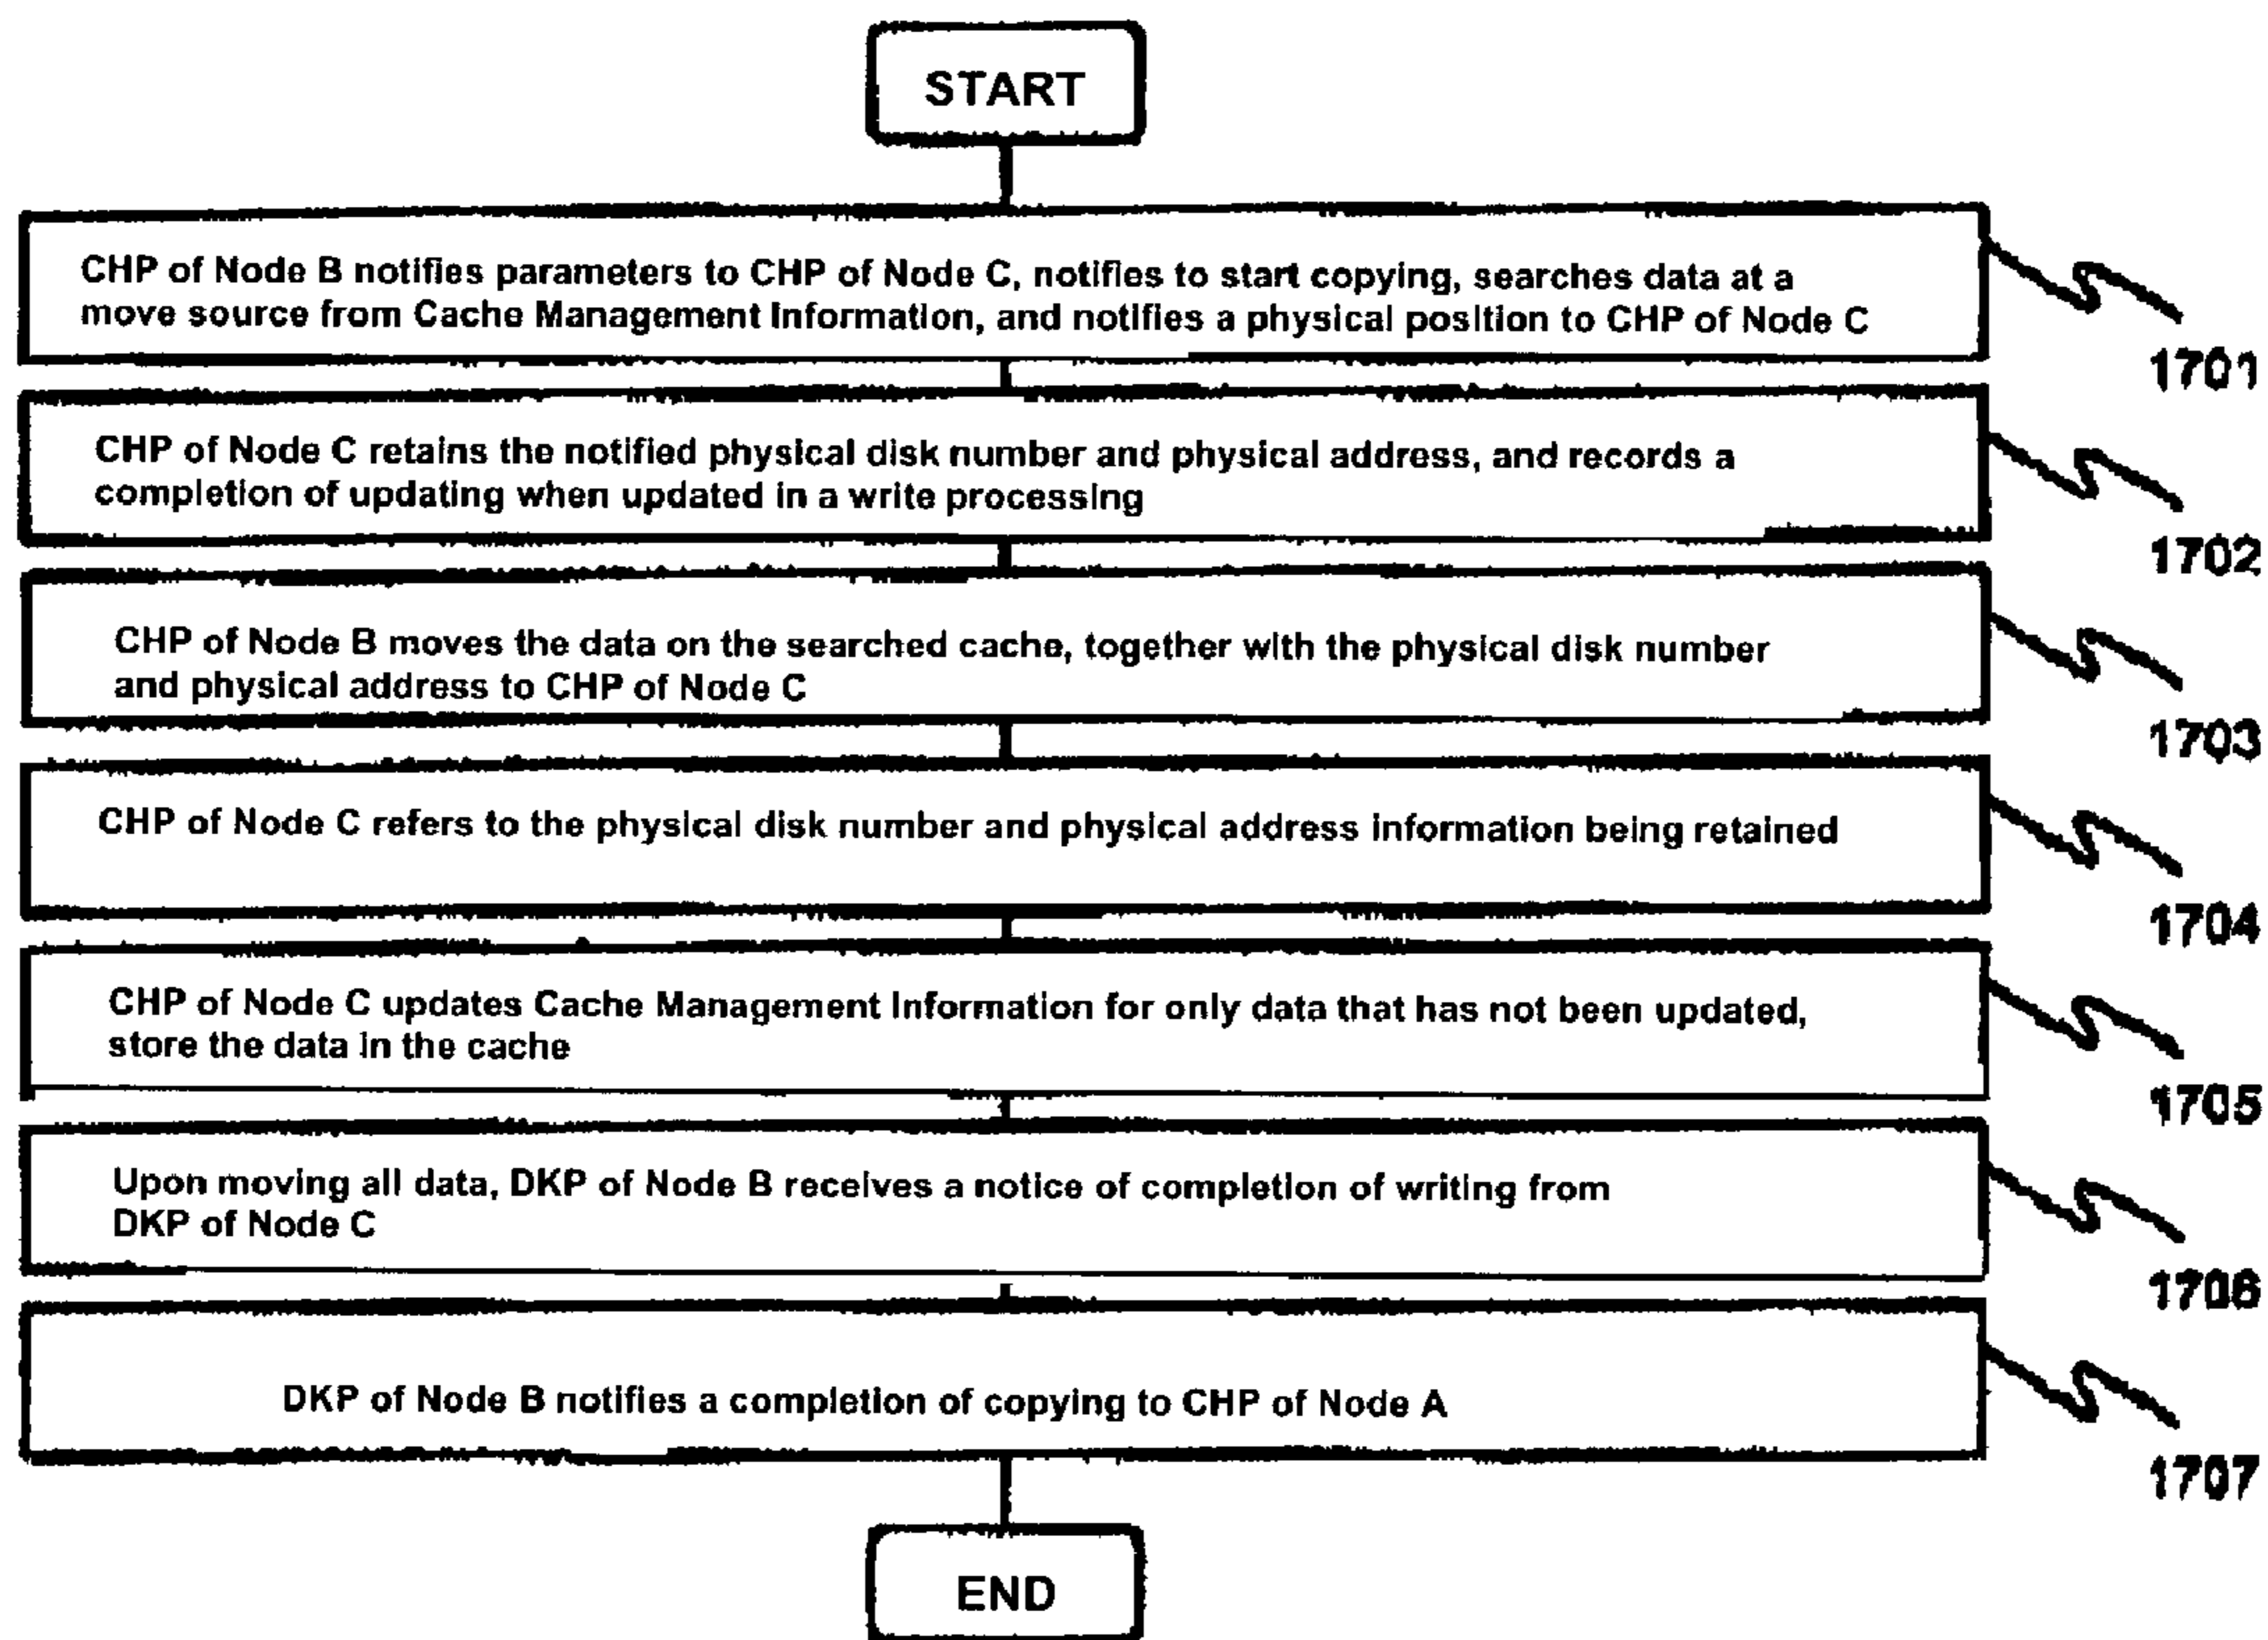 START
CHP of Node B notifies parameters to CHP of Node C, notifies to start copying, searches data at a
move source from Cache Management Information, and notifies a physical position to CHP of Node C
1701
CHP of Node C retains the notified physical disk number and physical address, and records a
completion of updating when updated in a write processing
1702
CHP of Node B moves the data on the searched cache, together with the physical disk number
and physical address to CHP of Node C
1703
CHP of Node C refers to the physical disk number and physical address information being retained
1704
CHP of Node C updates Cache Management Information for only data that has not been updated,
store the data in the cache
1705
Upon moving all data, DKP of Node B receives a notice of completion of writing from
DKP of Node C
1706
DKP of Node B notifies a completion of copying to CHP of Node A
1707
END